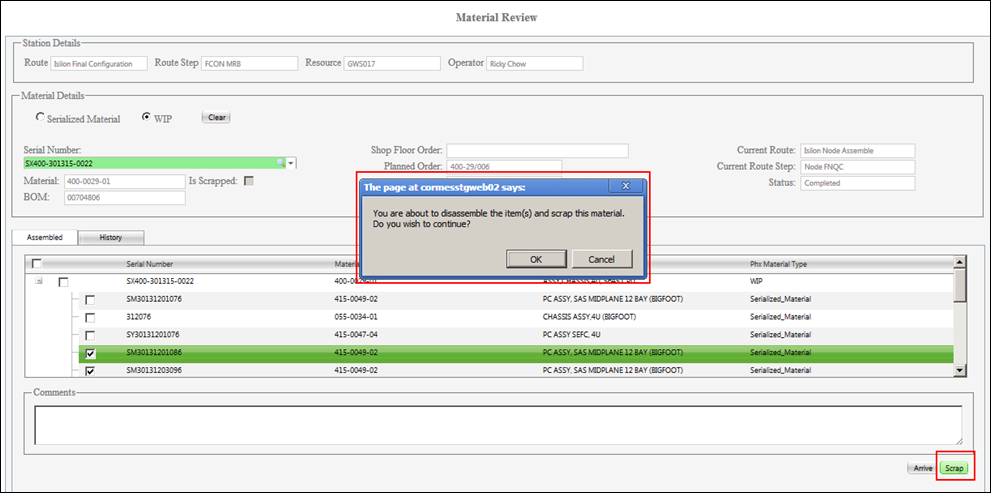 Material Review
Station Details
Route Isilon Final Configuration Route Step FCON MRB Resource GWS017 Operator Ricky Chow
Material Details
Serialized Material WIP Clear
Serial Number: Shop Floor Order: Current Route: Isilon Node Assemble
SX400-301315-0022 Planned Order: 400-29/006 Current Route Step: Node FNQC
Material: 400-0029-01 Is Scrapped: Status: Completed
BOM: 00704806
The page at cormesstgweb02 says:
You are about to disassemble the item(s) and scrap this material.
Do you wish to continue?
OK Cancel
Assembled History
Serial Number Phx Material Type
SX400-301315-0022 WIP
SM30131201076 415-0049-02 PC ASSY, SAS MIDPLANE 12 BAY (BIGFOOT) Serialized_Material
312076 055-0034-01 CHASSIS ASSY,4U (BIGFOOT) Serialized_Material
SY30131201076 415-0047-04 PC ASSY SEFC, 4U Serialized_Material
SM30131201086 415-0049-02 PC ASSY, SAS MIDPLANE 12 BAY (BIGFOOT) Serialized_Material
SM30131203096 415-0049-02 PC ASSY, SAS MIDPLANE 12 BAY (BIGFOOT) Serialized_Material
Comments
Arrive Scrap